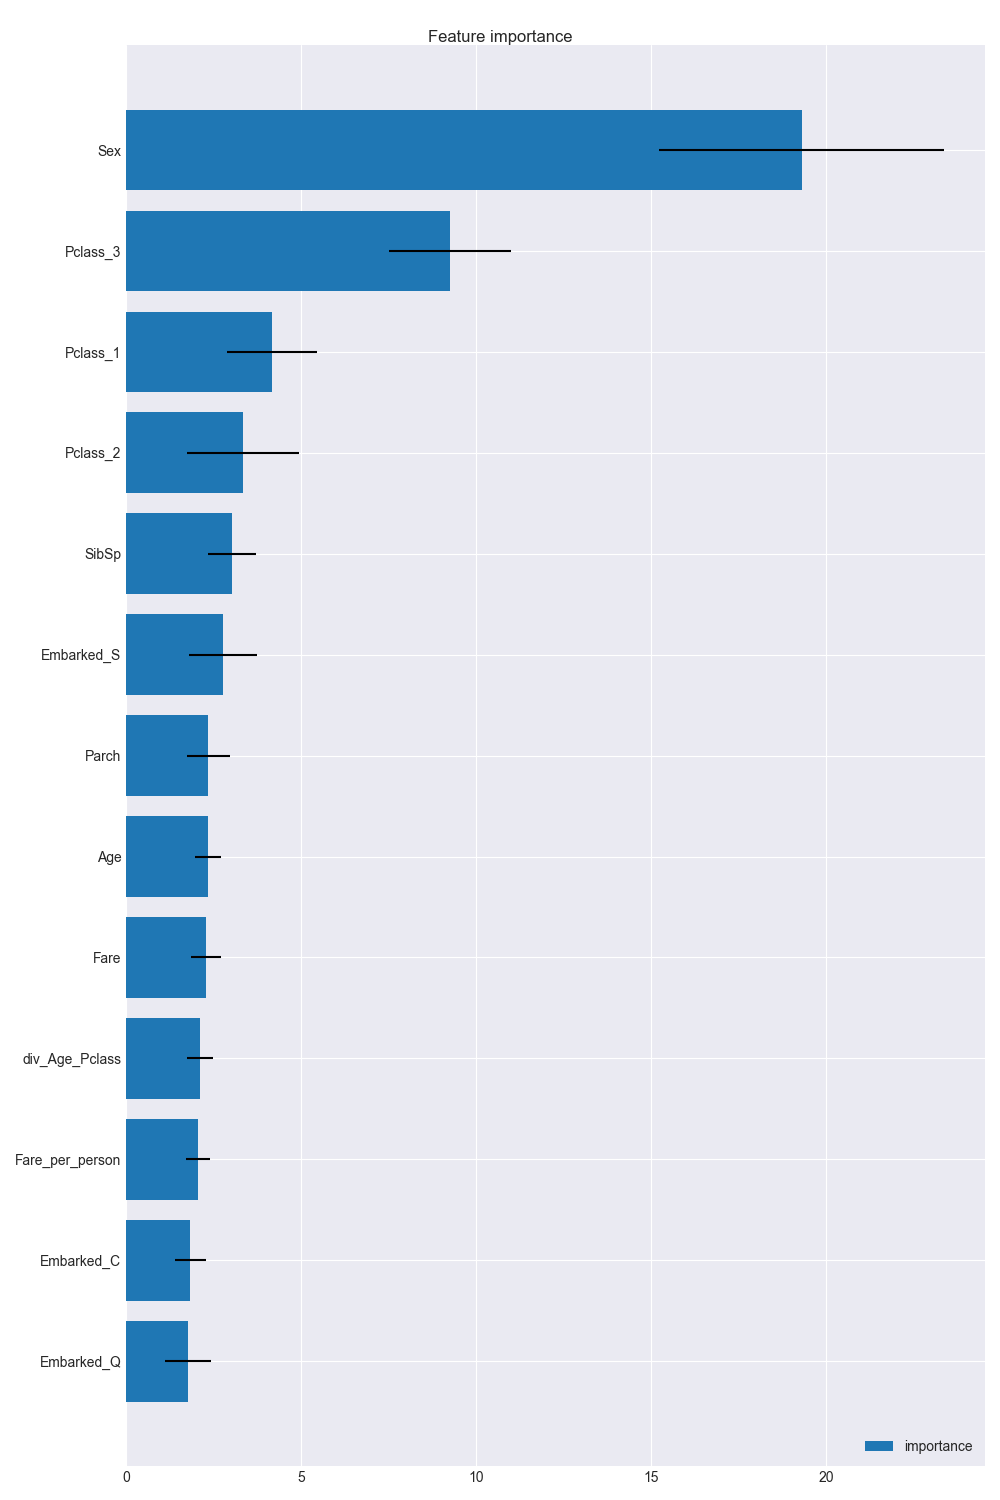 Feature importance
Sex
Pclass_3
Pclass_1
Pclass_2
SibSp
Embarked_S
Parch
Age
Fare
div_Age_Pclass
Fare_per_person
Embarked_C
Embarked_Q
importance
0 5 10 15 20